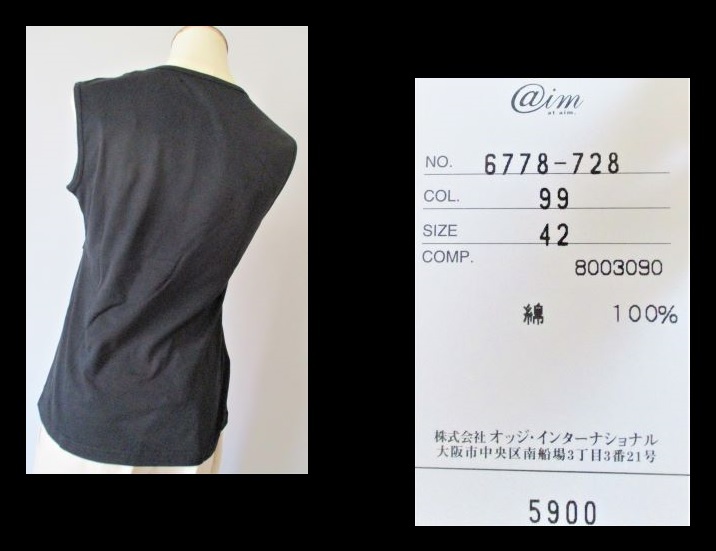 @im
at aim.
NO. 6778-728
COL. 99
SIZE 42
COMP.
8003090
綿 100%
株式会社オッジ・インターナショナル
大阪市中央区南船場3丁目3番21号
5900